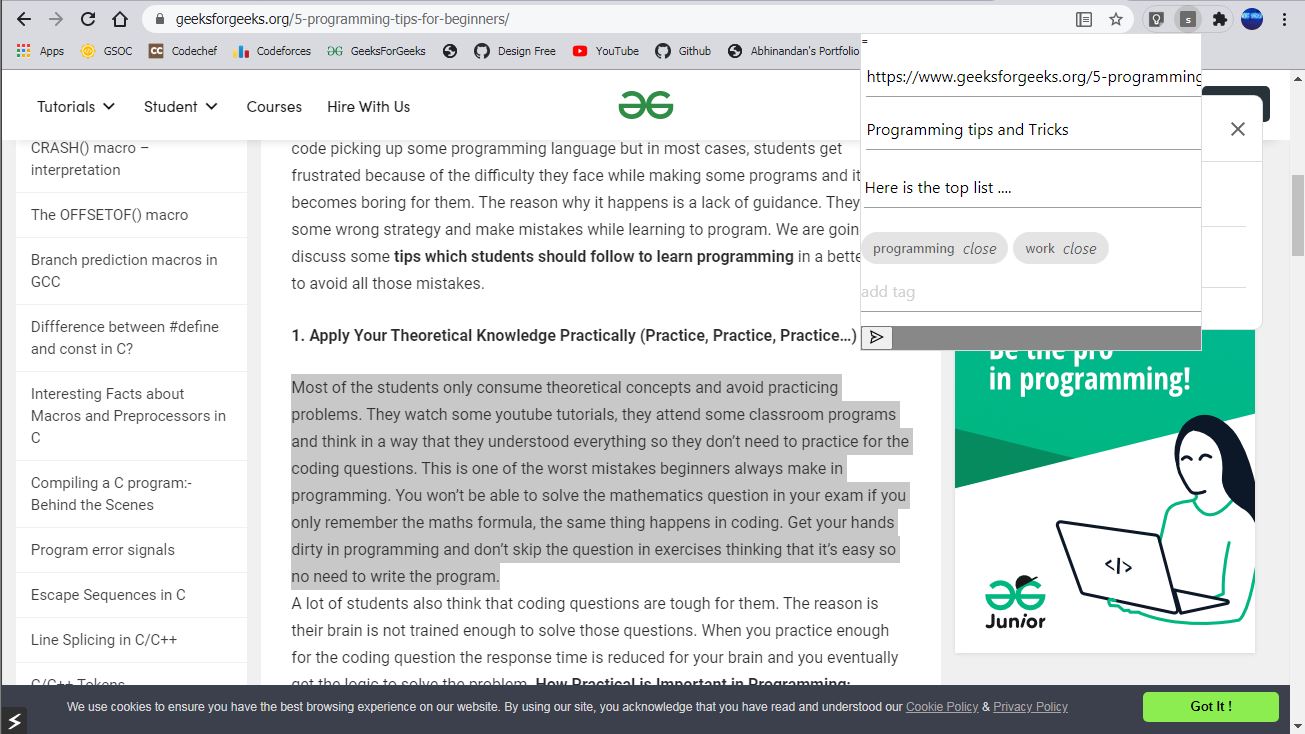 geeksforgeeks.org/5-programming-tips-for-beginners/
S
Apps
GSOC
CC Codechef
Codeforces
GeeksForGeeks
Design Free
YouTube
Github
Abhinandan's Portfolio
=
https://www.geeksforgeeks.org/5-programming
Programming tips and Tricks
Here is the top list ....
programming close
work close
add tag
Tutorials
Student
Courses
Hire With Us
CRASH() macro –
interpretation
The OFFSETOF() macro
Branch prediction macros in
GCC
Diffference between #define
and const in C?
Interesting Facts about
Macros and Preprocessors in
C
Compiling a C program:-
Behind the Scenes
Program error signals
Escape Sequences in C
Line Splicing in C/C++
C/C++ Tokens
code picking up some programming language but in most cases, students get
frustrated because of the difficulty they face while making some programs and it
becomes boring for them. The reason why it happens is a lack of guidance. They
some wrong strategy and make mistakes while learning to program. We are goin
discuss some tips which students should follow to learn programming in a bette
to avoid all those mistakes.
1. Apply Your Theoretical Knowledge Practically (Practice, Practice, Practice…)
Most of the students only consume theoretical concepts and avoid practicing
problems. They watch some youtube tutorials, they attend some classroom programs
and think in a way that they understood everything so they don’t need to practice for the
coding questions. This is one of the worst mistakes beginners always make in
programming. You won’t be able to solve the mathematics question in your exam if you
only remember the maths formula, the same thing happens in coding. Get your hands
dirty in programming and don’t skip the question in exercises thinking that it’s easy so
no need to write the program.
A lot of students also think that coding questions are tough for them. The reason is
their brain is not trained enough to solve those questions. When you practice enough
for the coding question the response time is reduced for your brain and you eventually
get the logic to solve the problem. How Practical is Important in Programming:
Be the pro
in programming!
</>
Junior
We use cookies to ensure you have the best browsing experience on our website. By using our site, you acknowledge that you have read and understood our Cookie Policy & Privacy Policy
Got It !